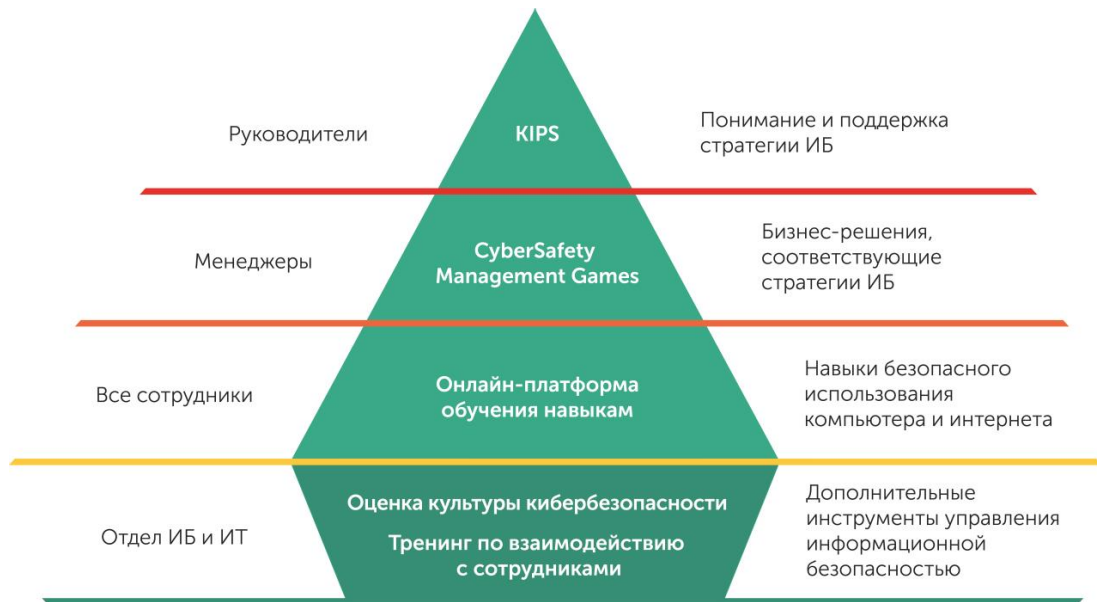 Руководители
KIPS
Понимание и поддержка
стратегии ИБ
Менеджеры
CyberSafety
Management Games
Бизнес-решения,
соответствующие
стратегии ИБ
Все сотрудники
Онлайн-платформа
обучения навыкам
Навыки безопасного
использования
компьютера и интернета
Отдел ИБ и ИТ
Оценка культуры кибербезопасности
Тренинг по взаимодействию
с сотрудниками
Дополнительные
инструменты управления
информационной
безопасностью